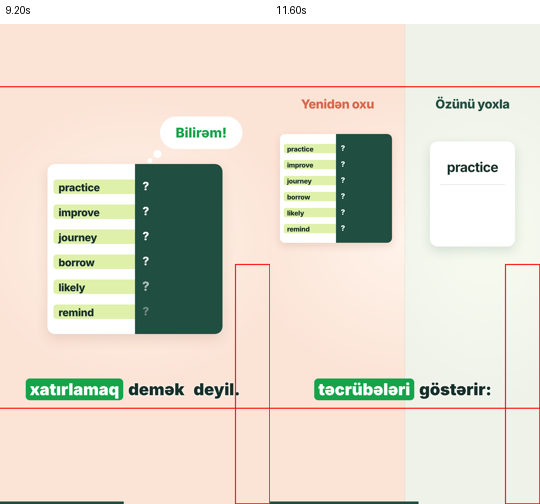 9.20s
11.60s
Bilirəm!
practice ?
improve ?
journey ?
borrow ?
likely ?
remind ?
xatırlamaq demək deyil.
Yenidən oxu
practice ?
improve ?
journey ?
borrow ?
likely ?
remind ?
Özünü yoxla
practice
təcrübələri göstərir: